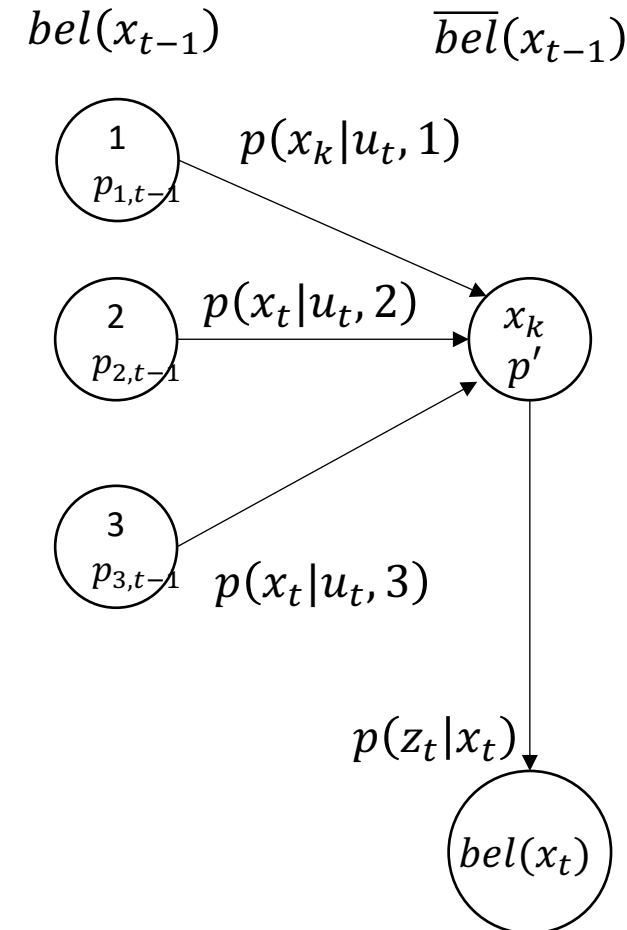 bel(x_{t−1})
\overline{bel}(x_{t−1})
1
p_{1,t−1}
p(x_k|u_t, 1)
2
p_{2,t−1}
p(x_t|u_t, 2)
x_k
p′
3
p_{3,t−1}
p(x_t|u_t, 3)
p(z_t|x_t)
bel(x_t)